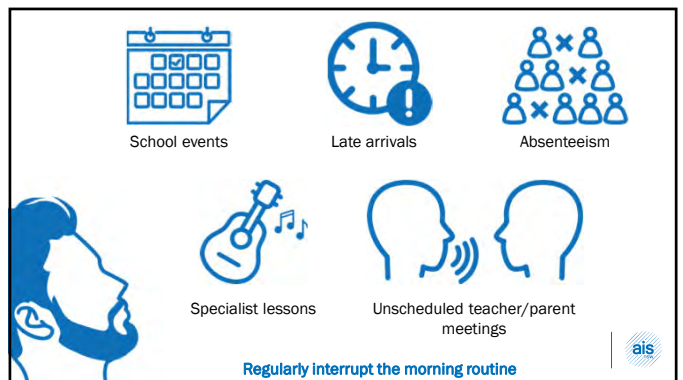 School events
Late arrivals
Absenteeism
Specialist lessons
Unscheduled teacher/parent
meetings
Regularly interrupt the morning routine
ais